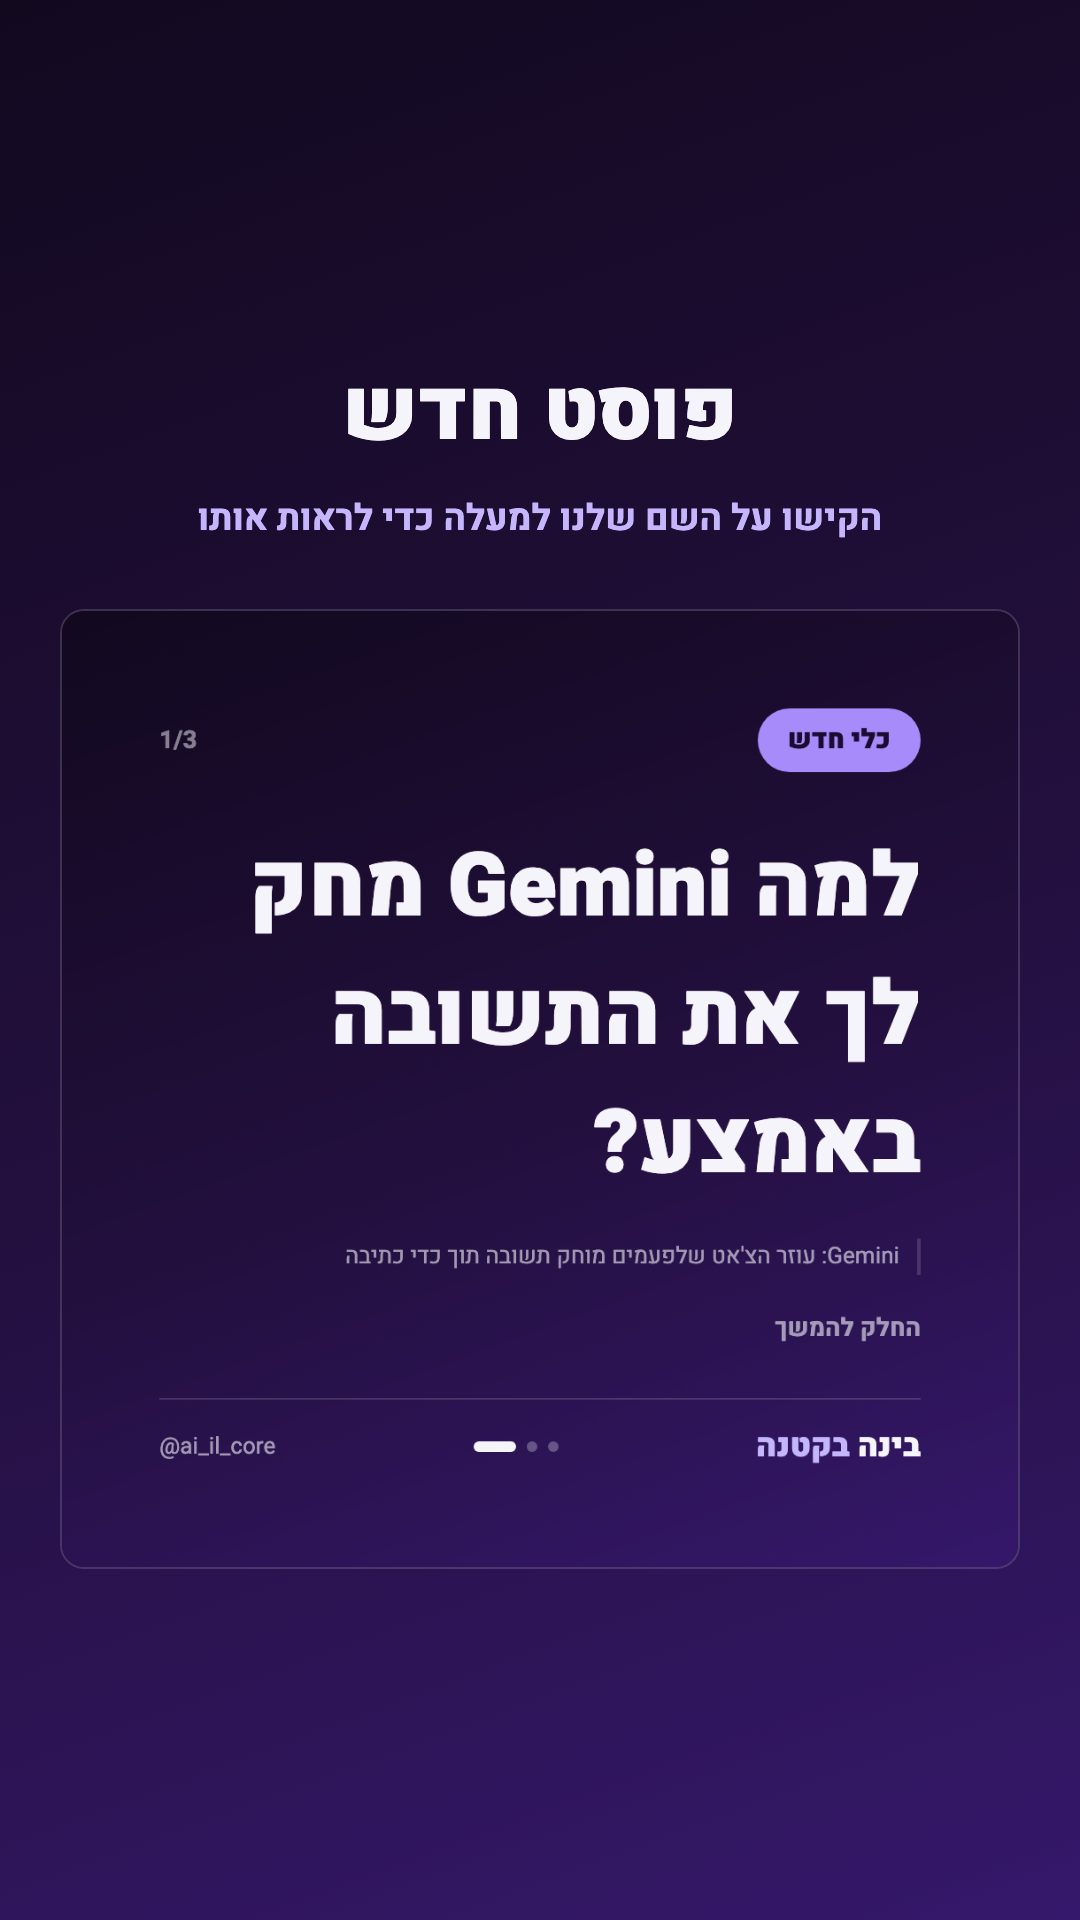 פוסט חדש
הקישו על השם שלנו למעלה כדי לראות אותו
כלי חדש
1/3
למה Gemini מחק
לך את התשובה
באמצע?
Gemini: עוזר הצ'אט שלפעמים מוחק תשובה תוך כדי כתיבה
החלק להמשך
בינה בקטנה
@ai_il_core